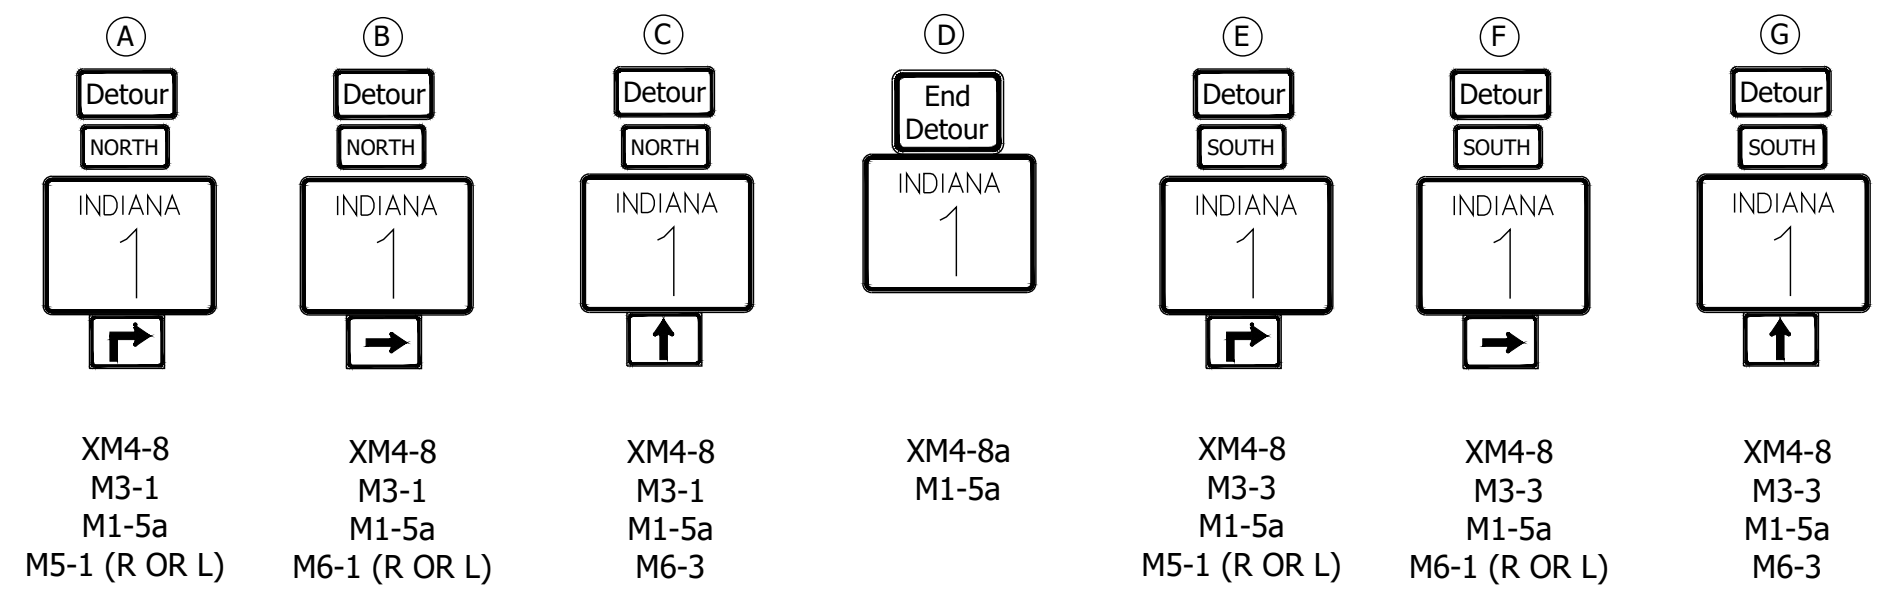 A
Detour
NORTH
INDIANA
1
XM4-8
M3-1
M1-5a
M5-1 (R OR L)
B
Detour
NORTH
INDIANA
1
XM4-8
M3-1
M1-5a
M6-1 (R OR L)
C
Detour
NORTH
INDIANA
1
XM4-8
M3-1
M1-5a
M6-3
D
End
Detour
INDIANA
1
XM4-8a
M1-5a
E
Detour
SOUTH
INDIANA
1
XM4-8
M3-3
M1-5a
M5-1 (R OR L)
F
Detour
SOUTH
INDIANA
1
XM4-8
M3-3
M1-5a
M6-1 (R OR L)
G
Detour
SOUTH
INDIANA
1
XM4-8
M3-3
M1-5a
M6-3